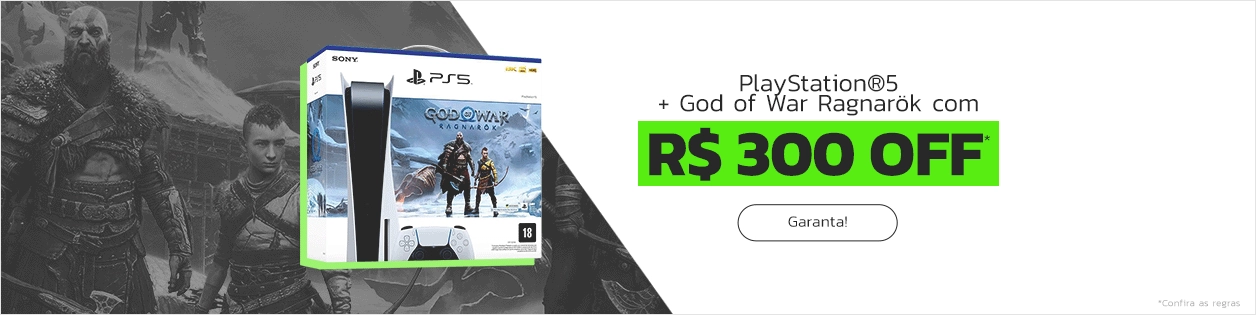 SONY
PS5
PS5
GOD OF WAR
RAGNARÖK
18
PlayStation®5
+ God of War Ragnarök com
R$ 300 OFF*
Garanta!
*Confira as regras